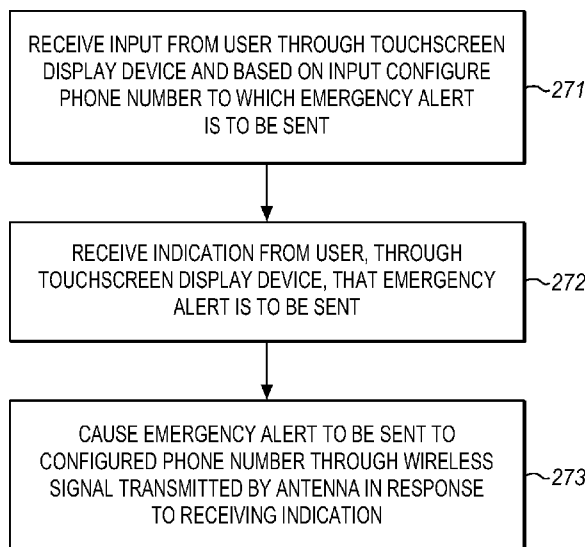 RECEIVE INPUT FROM USER THROUGH TOUCHSCREEN
DISPLAY DEVICE AND BASED ON INPUT CONFIGURE
PHONE NUMBER TO WHICH EMERGENCY ALERT
IS TO BE SENT
271
RECEIVE INDICATION FROM USER, THROUGH
TOUCHSCREEN DISPLAY DEVICE, THAT EMERGENCY
ALERT IS TO BE SENT
272
CAUSE EMERGENCY ALERT TO BE SENT TO
CONFIGURED PHONE NUMBER THROUGH WIRELESS
SIGNAL TRANSMITTED BY ANTENNA IN RESPONSE
TO RECEIVING INDICATION
273